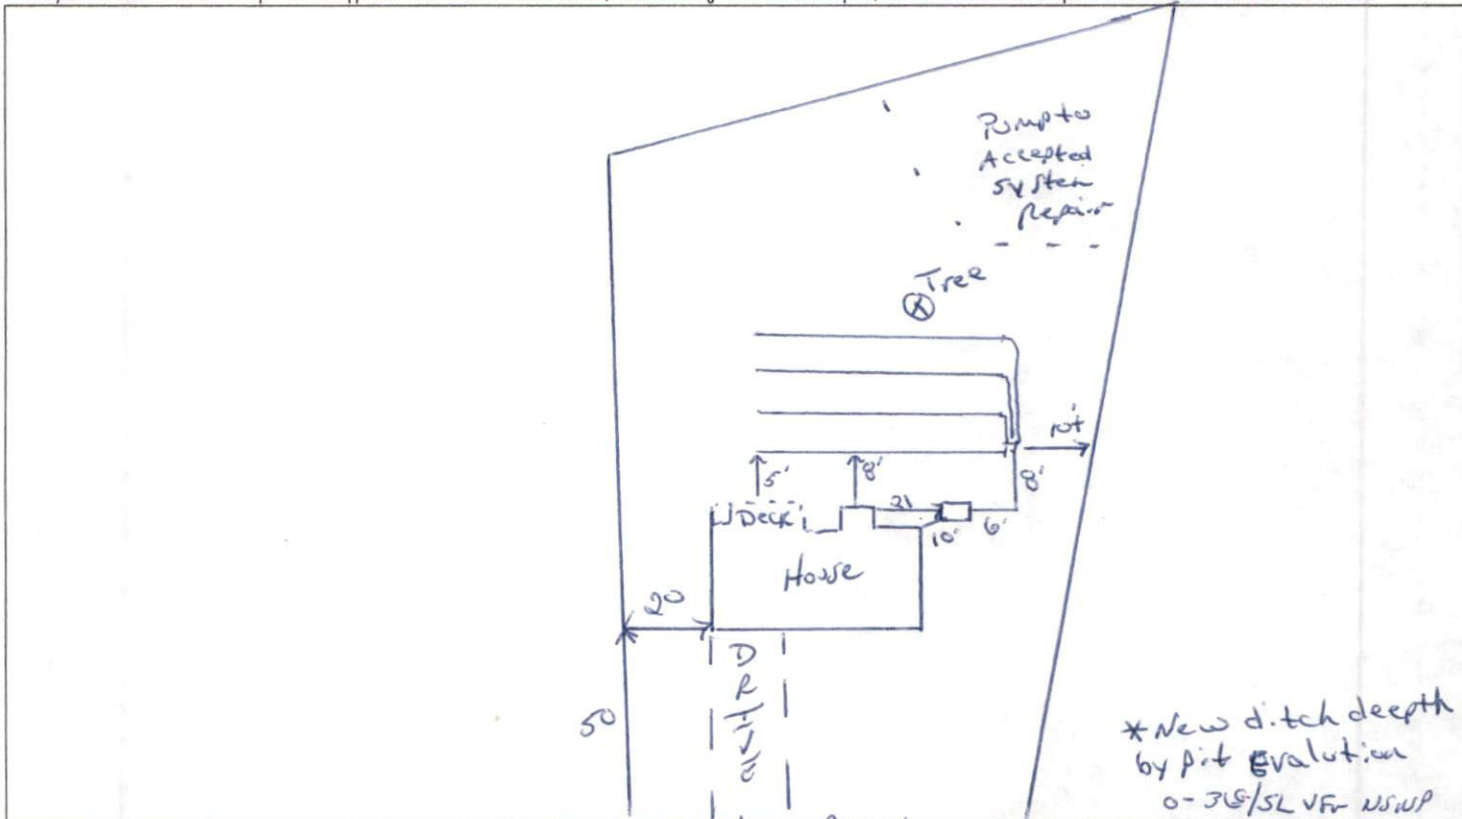 Pump to
Accepted
System
Repair
Tree
10'+
5'
8'
8'
21
Deck
10'
6'
House
20
DRIVE
50
*New ditch deepth
by pit Evalution